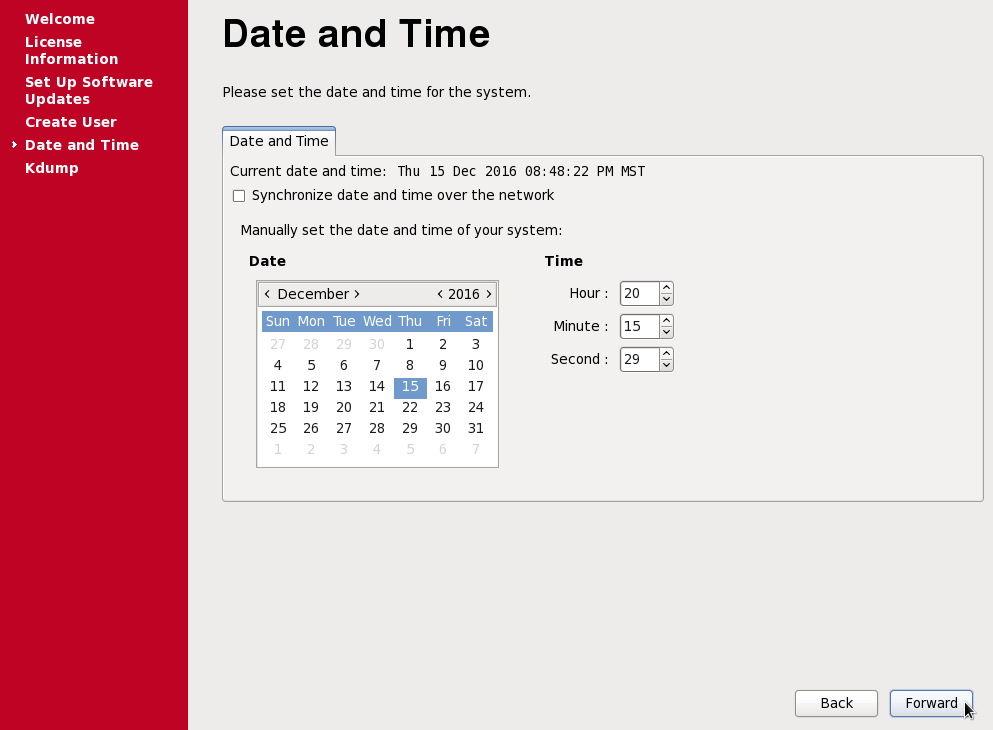 Welcome
License
Information
Set Up Software
Updates
Create User
Date and Time
Kdump
Date and Time
Please set the date and time for the system.
Date and Time
Current date and time: Thu 15 Dec 2016 08:48:22 PM MST
Synchronize date and time over the network
Manually set the date and time of your system:
Date
< December > < 2016 >
Sun Mon Tue Wed Thu Fri Sat
27 28 29 30 1 2 3
4 5 6 7 8 9 10
11 12 13 14 15 16 17
18 19 20 21 22 23 24
25 26 27 28 29 30 31
1 2 3 4 5 6 7
Time
Hour : 20
Minute : 15
Second : 29
Back Forward